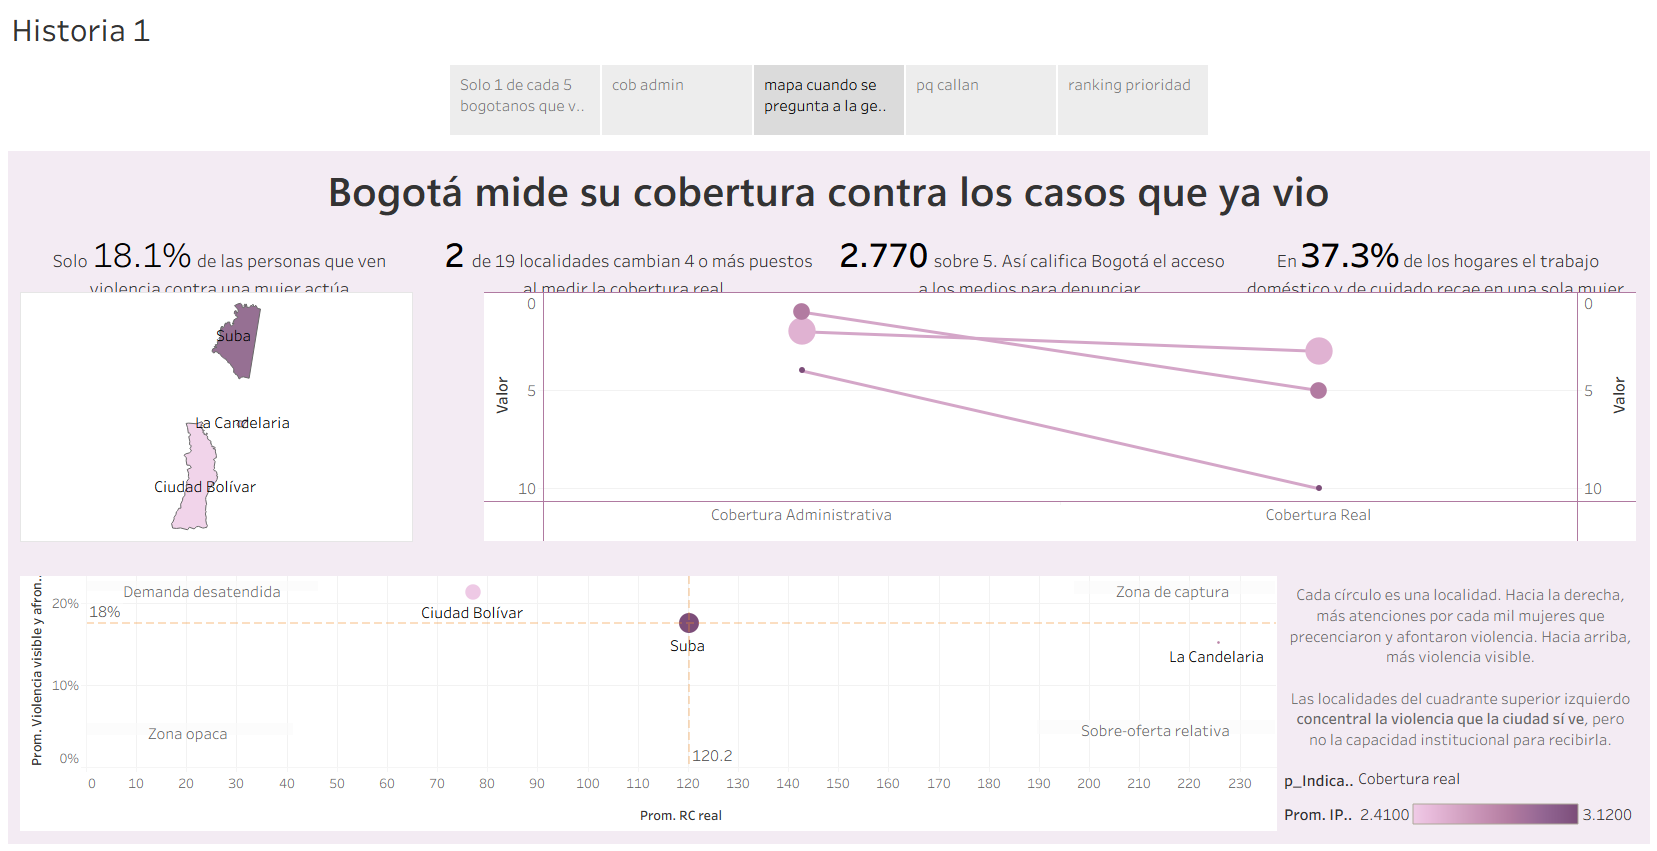 Historia 1
Solo 1 de cada 5
bogotanos que v..
cob admin
mapa cuando se
pregunta a la ge..
pq callan
ranking prioridad
Bogotá mide su cobertura contra los casos que ya vio
Solo 18.1% de las personas que ven
violencia contra una mujer actúa
2 de 19 localidades cambian 4 o más puestos
al medir la cobertura real
2.770 sobre 5. Así califica Bogotá el acceso
a los medios para denunciar
En 37.3% de los hogares el trabajo
doméstico y de cuidado recae en una sola mujer
Suba
La Candelaria
Ciudad Bolívar
Valor
0
5
10
Cobertura Administrativa
Cobertura Real
0
5
10
Valor
Prom. Violencia visible y afron..
20%
10%
0%
Demanda desatendida
18%
Zona opaca
Ciudad Bolívar
Suba
120.2
Zona de captura
La Candelaria
Sobre-oferta relativa
0 10 20 30 40 50 60 70 80 90 100 110 120 130 140 150 160 170 180 190 200 210 220 230
Prom. RC real
Cada círculo es una localidad. Hacia la derecha,
más atenciones por cada mil mujeres que
precenciaron y afontaron violencia. Hacia arriba,
más violencia visible.
Las localidades del cuadrante superior izquierdo
concentral la violencia que la ciudad sí ve, pero
no la capacidad institucional para recibirla.
p_Indica.. Cobertura real
Prom. IP.. 2.4100 3.1200